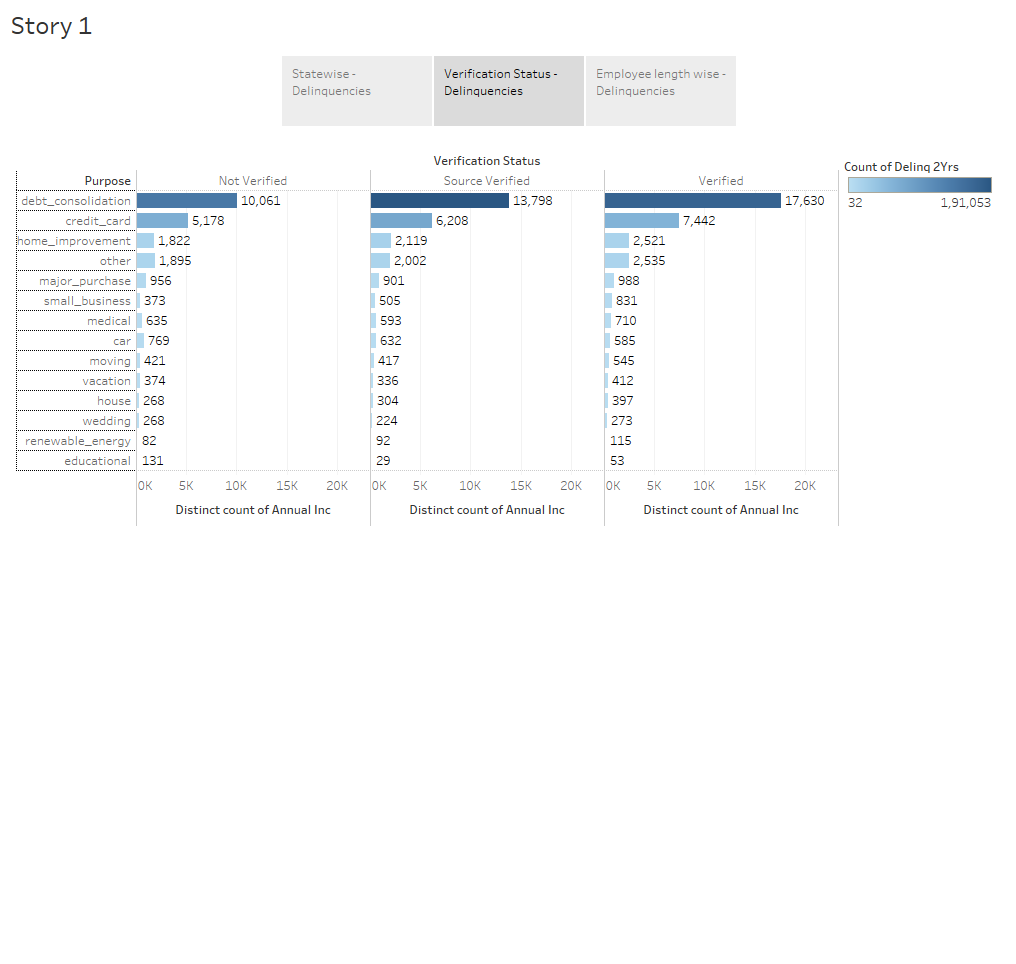 Story 1
Statewise -
Delinquencies
Verification Status -
Delinquencies
Employee length wise -
Delinquencies
Verification Status
Purpose Not Verified Source Verified Verified
debt_consolidation 10,061 13,798 17,630
credit_card 5,178 6,208 7,442
home_improvement 1,822 2,119 2,521
other 1,895 2,002 2,535
major_purchase 956 901 988
small_business 373 505 831
medical 635 593 710
car 769 632 585
moving 421 417 545
vacation 374 336 412
house 268 304 397
wedding 268 224 273
renewable_energy 82 92 115
educational 131 29 53
0K 5K 10K 15K 20K 0K 5K 10K 15K 20K 0K 5K 10K 15K 20K
Distinct count of Annual Inc Distinct count of Annual Inc Distinct count of Annual Inc
Count of Delinq 2Yrs
32 1,91,053